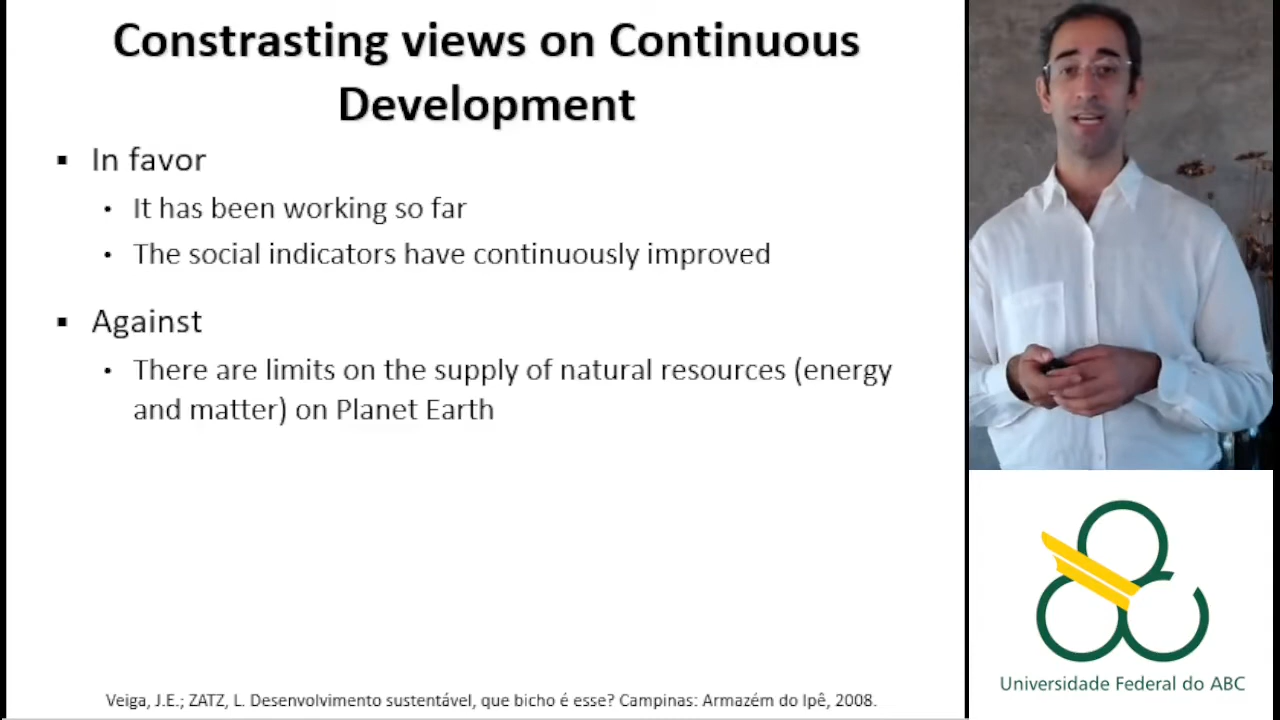 Constrasting views on Continuous
Development
▪ In favor
• It has been working so far
• The social indicators have continuously improved
▪ Against
• There are limits on the supply of natural resources (energy
and matter) on Planet Earth
Veiga, J.E.; ZATZ, L. Desenvolvimento sustentável, que bicho é esse? Campinas: Armazém do Ipê, 2008.
Universidade Federal do ABC